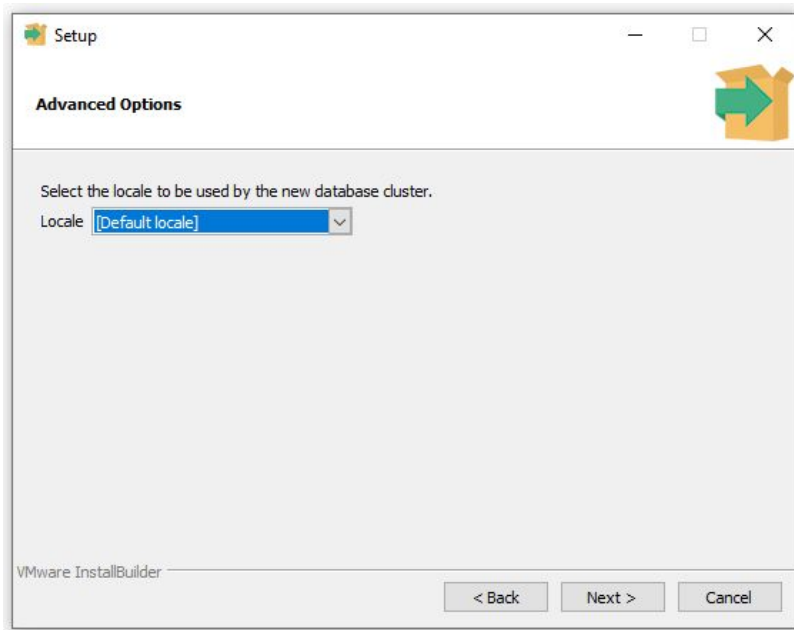 Setup
Advanced Options
Select the locale to be used by the new database cluster.
Locale [Default locale]
VMware InstallBuilder
< Back Next > Cancel